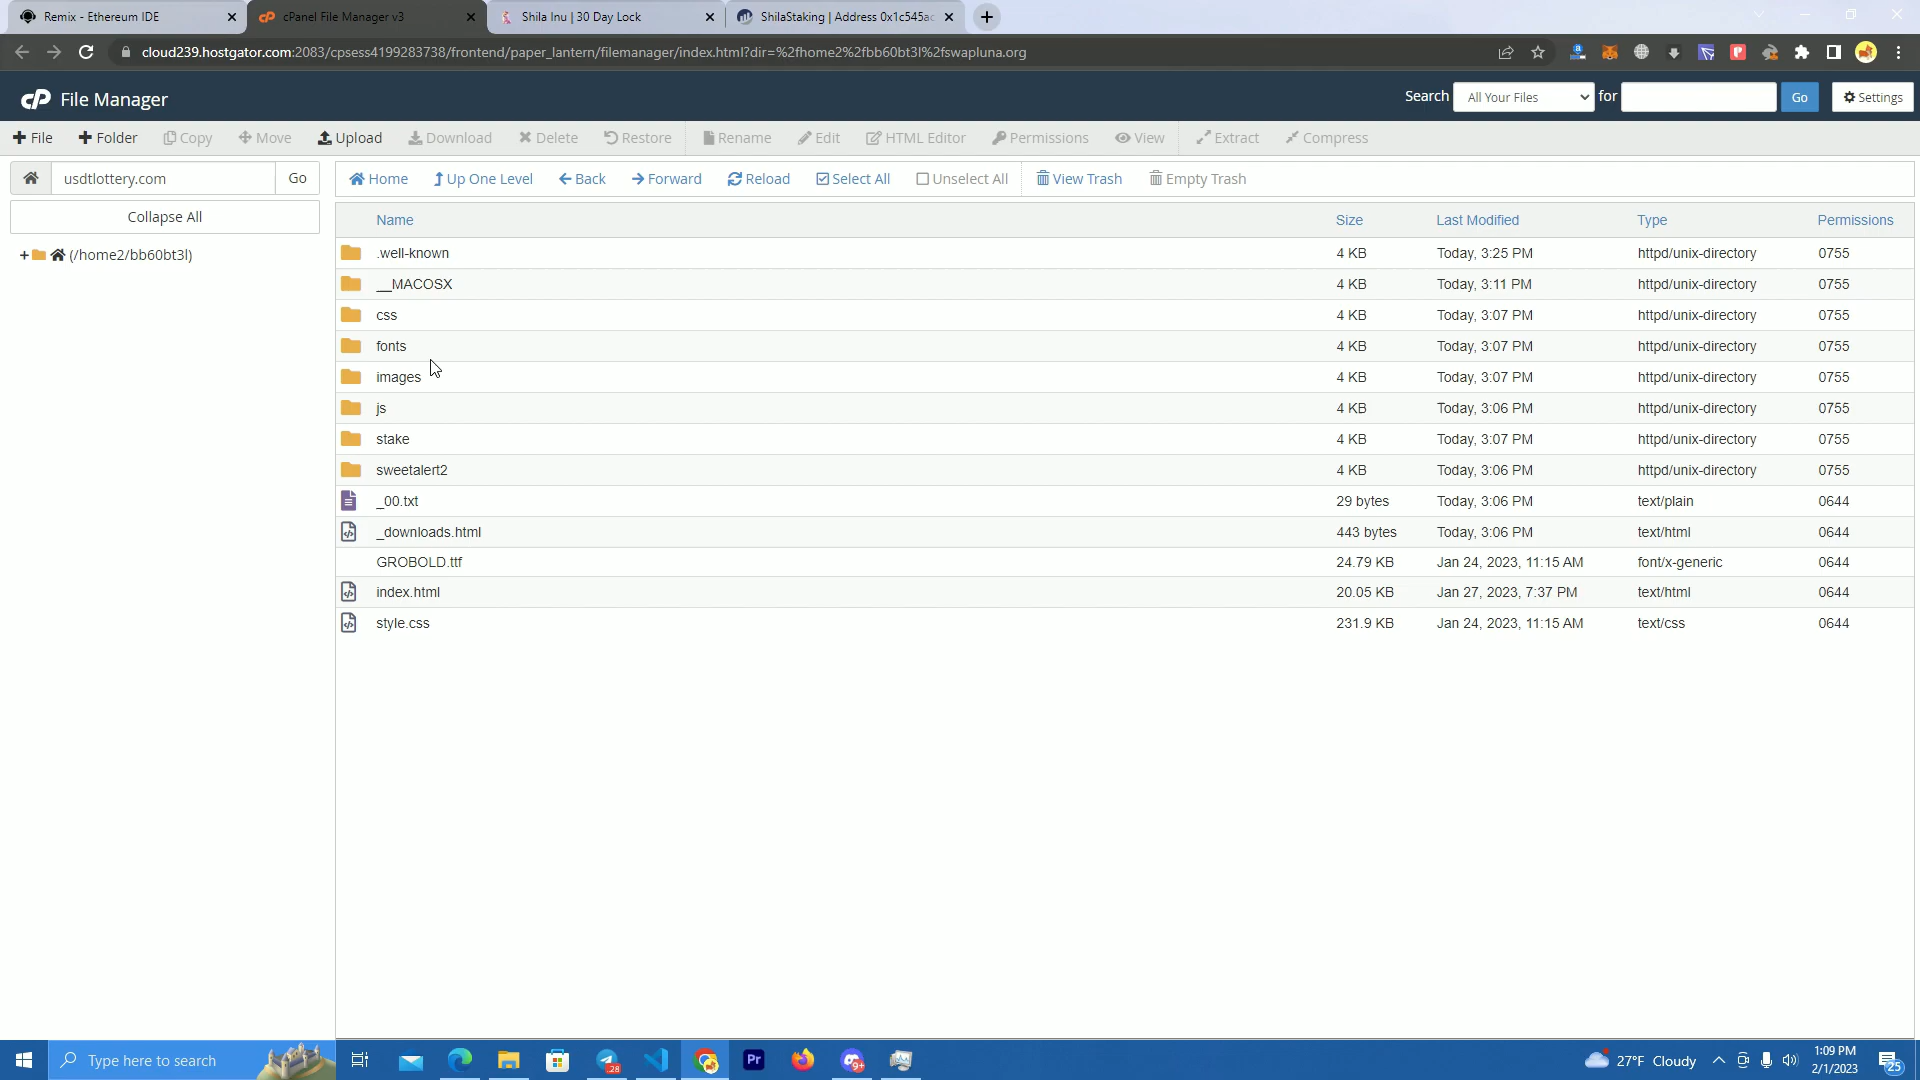 Remix - Ethereum IDE
cPanel File Manager v3
Shila Inu | 30 Day Lock
ShilaStaking | Address 0x1c545ac
cloud239.hostgator.com:2083/cpsess4199283738/frontend/paper_lantern/filemanager/index.html?dir=%2fhome2%2fbb60bt3l%2fswapluna.org
cP File Manager
Search All Your Files for Go Settings
File Folder Copy Move Upload Download Delete Restore Rename Edit HTML Editor Permissions View Extract Compress
usdtlottery.com Go
Home Up One Level Back Forward Reload Select All Unselect All View Trash Empty Trash
Collapse All
+ (/home2/bb60bt3l)
Name Size Last Modified Type Permissions
.well-known 4 KB Today, 3:25 PM httpd/unix-directory 0755
__MACOSX 4 KB Today, 3:11 PM httpd/unix-directory 0755
css 4 KB Today, 3:07 PM httpd/unix-directory 0755
fonts 4 KB Today, 3:07 PM httpd/unix-directory 0755
images 4 KB Today, 3:07 PM httpd/unix-directory 0755
js 4 KB Today, 3:06 PM httpd/unix-directory 0755
stake 4 KB Today, 3:07 PM httpd/unix-directory 0755
sweetalert2 4 KB Today, 3:06 PM httpd/unix-directory 0755
_00.txt 29 bytes Today, 3:06 PM text/plain 0644
_downloads.html 443 bytes Today, 3:06 PM text/html 0644
GROBOLD.ttf 24.79 KB Jan 24, 2023, 11:15 AM font/x-generic 0644
index.html 20.05 KB Jan 27, 2023, 7:37 PM text/html 0644
style.css 231.9 KB Jan 24, 2023, 11:15 AM text/css 0644
Type here to search
28
Pr
9+
27°F Cloudy
1:09 PM
2/1/2023
25